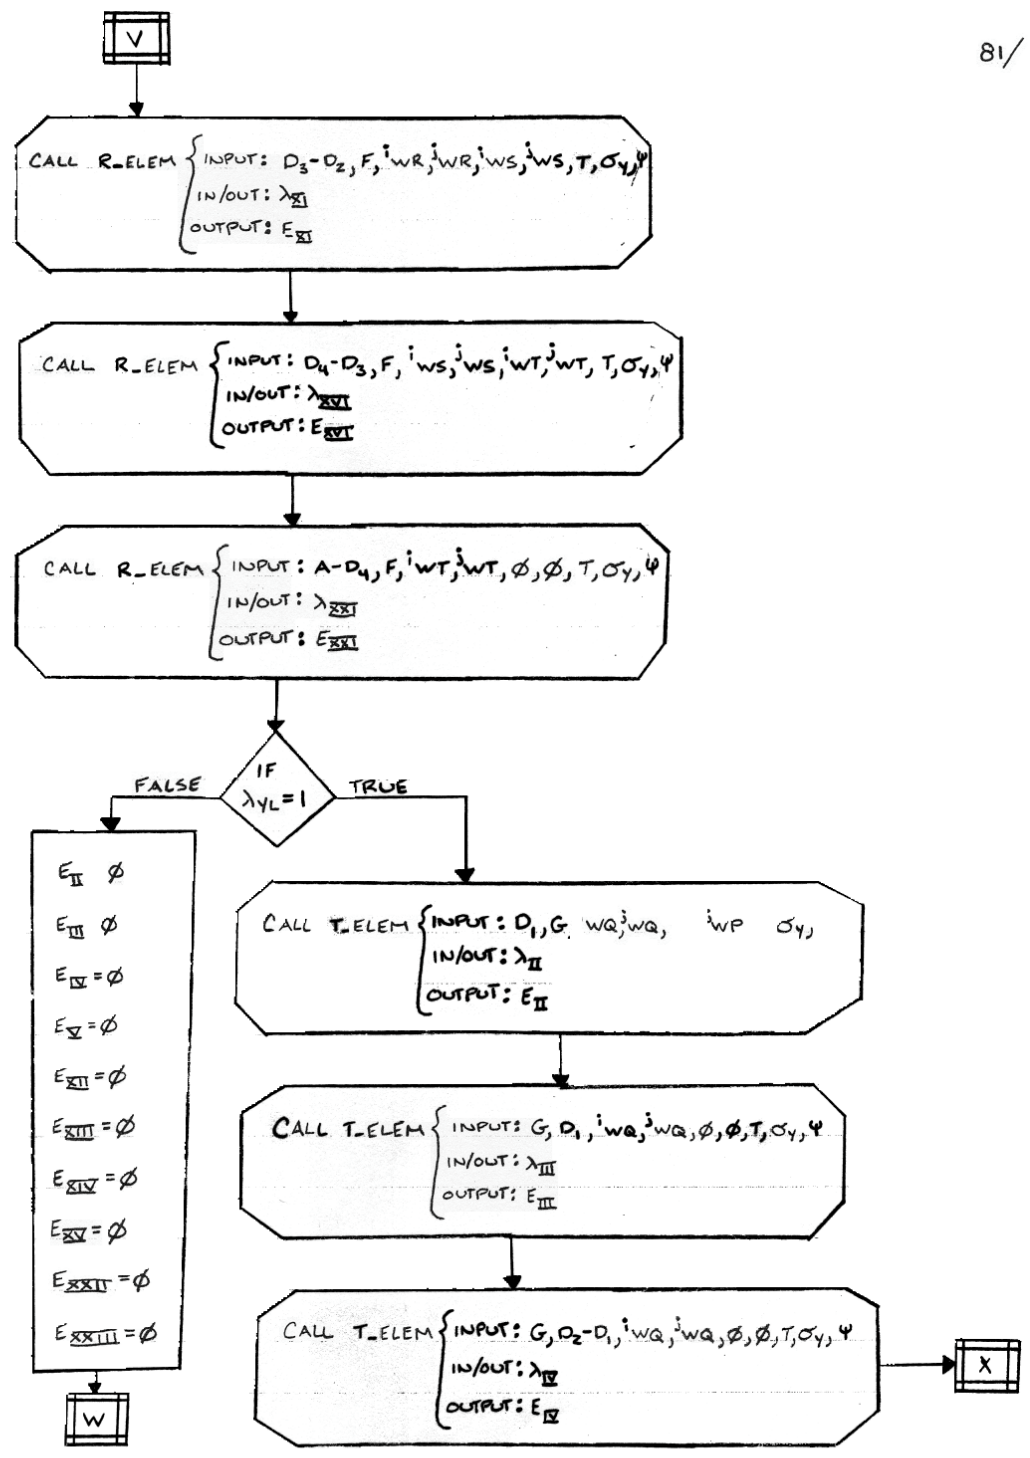 V
81/
CALL R_ELEM { INPUT: D₃-D₂, F, ⁱWR, ʲWR, ⁱWS, ʲWS, T, σY, Ψ
IN/OUT: λXI
OUTPUT: EXI
CALL R_ELEM { INPUT: D₄-D₃, F, ⁱWS, ʲWS, ⁱWT, ʲWT, T, σY, Ψ
IN/OUT: λXVI
OUTPUT: EXVI
CALL R_ELEM { INPUT: A-D₄, F, ⁱWT, ʲWT, Ø, Ø, T, σY, Ψ
IN/OUT: λXXI
OUTPUT: EXXI
IF
λYL=1
FALSE
TRUE
EII Ø
EIII Ø
EIV=Ø
EV=Ø
EXII=Ø
EXIII=Ø
EXIV=Ø
EXV=Ø
EXXII=Ø
EXXIII=Ø
W
CALL T_ELEM { INPUT: D₁, G WQ, ʲWQ, ʲWP σY,
IN/OUT: λII
OUTPUT: EII
CALL T_ELEM { INPUT: G, D₁, ⁱWQ, ʲWQ, Ø, Ø, T, σY, Ψ
IN/OUT: λIII
OUTPUT: EIII
CALL T_ELEM { INPUT: G, D₂-D₁, ⁱWQ, ʲWQ, Ø, Ø, T, σY, Ψ
IN/OUT: λIV
OUTPUT: EIV
X